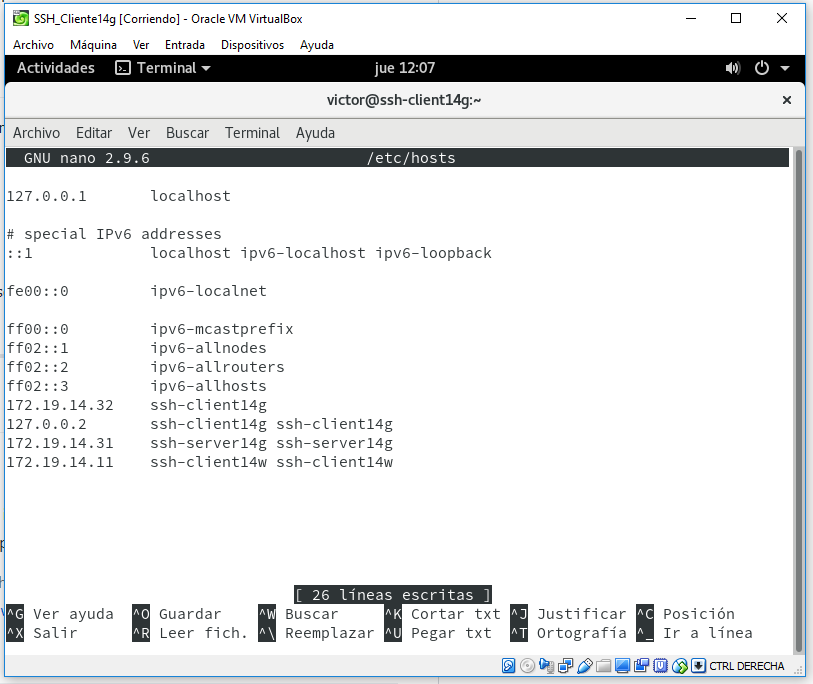 SSH_Cliente14g [Corriendo] - Oracle VM VirtualBox
Archivo Máquina Ver Entrada Dispositivos Ayuda
Actividades Terminal jue 12:07
victor@ssh-client14g:~
Archivo Editar Ver Buscar Terminal Ayuda
GNU nano 2.9.6 /etc/hosts
127.0.0.1 localhost
# special IPv6 addresses
::1 localhost ipv6-localhost ipv6-loopback
fe00::0 ipv6-localnet
ff00::0 ipv6-mcastprefix
ff02::1 ipv6-allnodes
ff02::2 ipv6-allrouters
ff02::3 ipv6-allhosts
172.19.14.32 ssh-client14g
127.0.0.2 ssh-client14g ssh-client14g
172.19.14.31 ssh-server14g ssh-server14g
172.19.14.11 ssh-client14w ssh-client14w
[ 26 líneas escritas ]
^G Ver ayuda ^O Guardar ^W Buscar ^K Cortar txt ^J Justificar ^C Posición
^X Salir ^R Leer fich. ^\ Reemplazar ^U Pegar txt ^T Ortografía ^_ Ir a línea
CTRL DERECHA